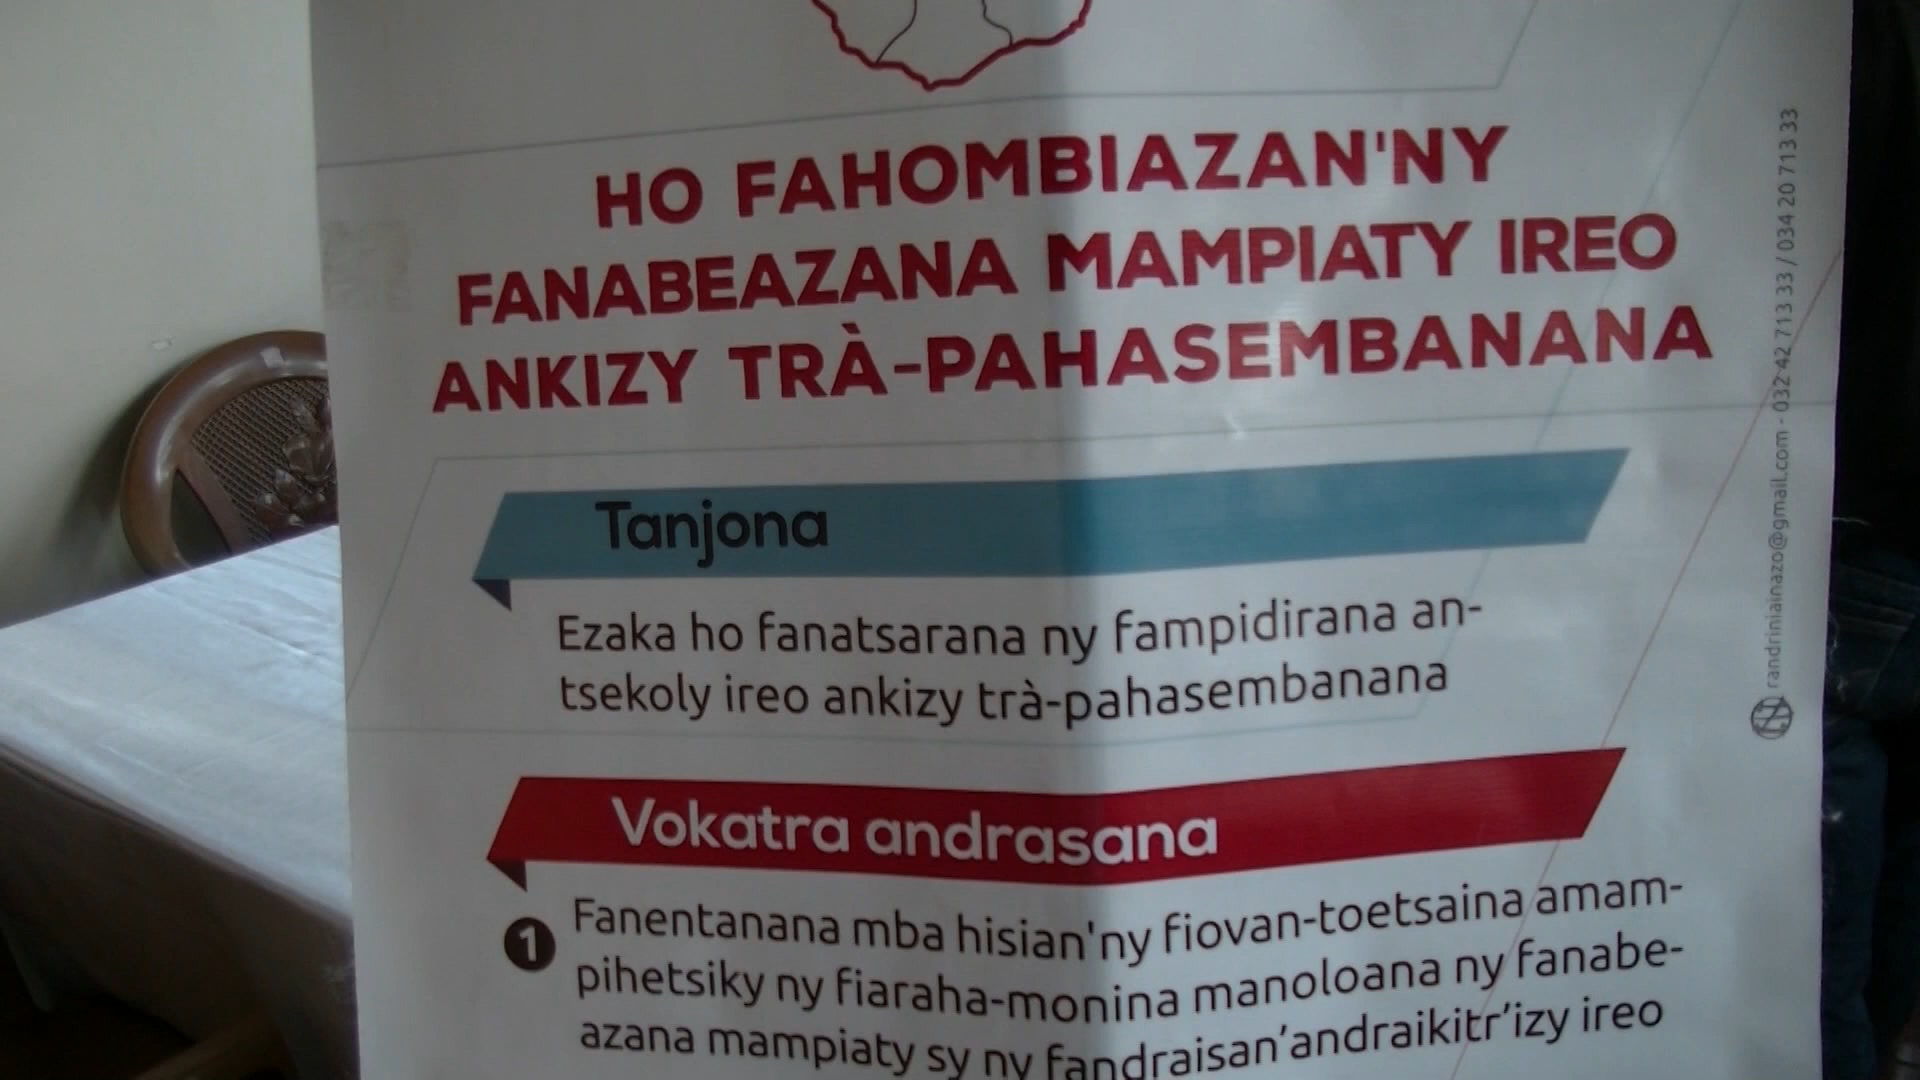 HO FAHOMBIAZAN'NY
FANABEAZANA MAMPIATY IREO
ANKIZY TRÀ-PAHASEMBANANA
Tanjona
Ezaka ho fanatsarana ny fampidirana an-
tsekoly ireo ankizy trà-pahasembanana
Vokatra andrasana
1 Fanentanana mba hisian'ny fiovan-toetsaina amam-
pihetsiky ny fiaraha-monina manoloana ny fanabe-
azana mampiaty sy ny fandraisan’andraikitr’izy ireo
randriniainazo@gmail.com - 032 42 713 33 / 034 20 713 33